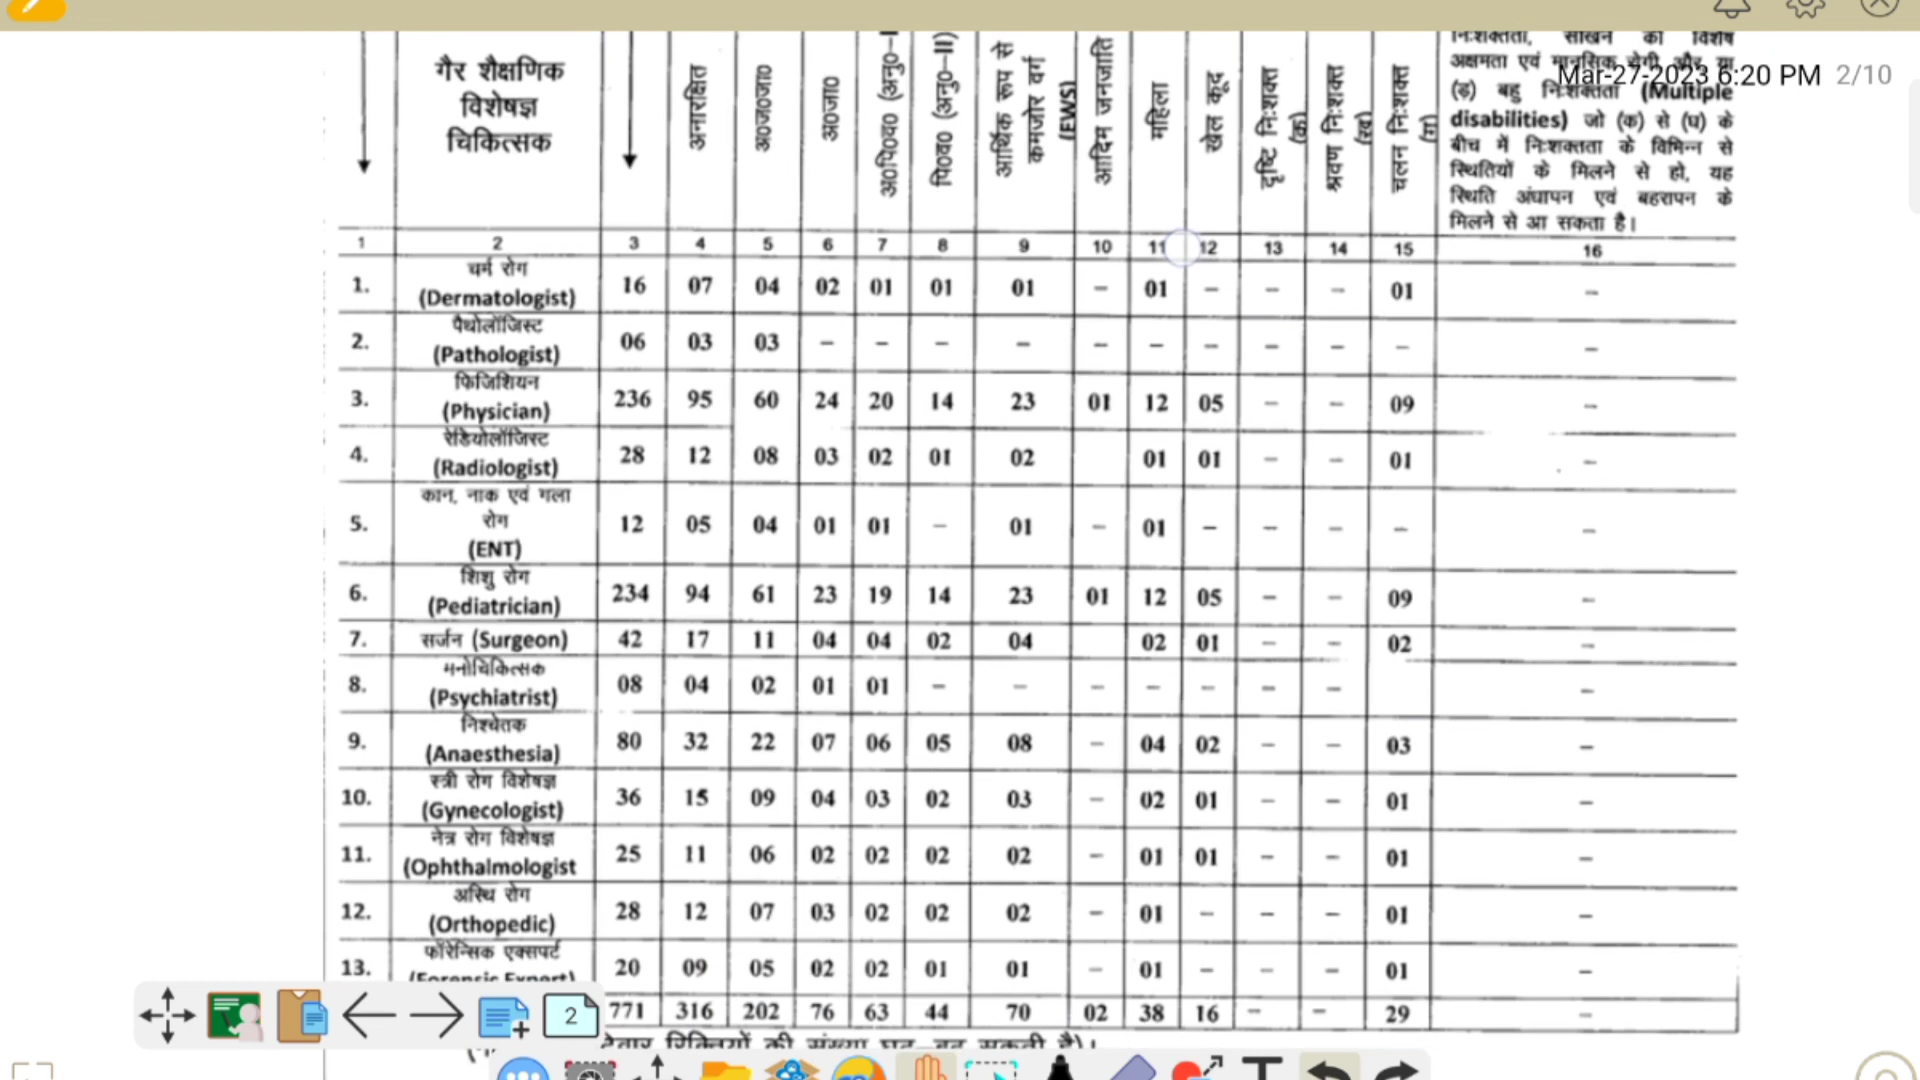 निःशक्तता, सीखने की विशेष
अक्षमता एवं मानसिक रोगी और या
Mar-27-2023 6:20 PM 2/10
(ड़) बहु निःशक्तता (Multiple
disabilities) जो (क) से (घ) के
बीच में निःशक्तता के विभिन्न से
स्थितियों के मिलने से हो, यह
स्थिति अंधापन एवं बहरापन के
मिलने से आ सकता है।
गैर शैक्षणिक
विशेषज्ञ
चिकित्सक
अनारक्षित
अ०ज०जा०
अ०जा०
अ०पि०व० (अनु०-I
पि०व० (अनु०-II)
आर्थिक रूप से
कमजोर वर्ग
(EWS)
आदिम जनजाति
महिला
खेल कूद
दृष्टि निःशक्त
(क)
श्रवण निःशक्त
(ख)
चलन निःशक्त
(ग)
1 2 3 4 5 6 7 8 9 10 11 12 13 14 15 16
चर्म रोग
1. (Dermatologist) 16 07 04 02 01 01 01 – 01 – – – 01 –
पैथोलॉजिस्ट
2. (Pathologist) 06 03 03 – – – – – – – – – – –
फिजिशियन
3. (Physician) 236 95 60 24 20 14 23 01 12 05 – – 09 –
रेडियोलॉजिस्ट
4. (Radiologist) 28 12 08 03 02 01 02 01 01 – – 01 –
कान, नाक एवं गला
रोग
5. (ENT) 12 05 04 01 01 – 01 – 01 – – – – –
शिशु रोग
6. (Pediatrician) 234 94 61 23 19 14 23 01 12 05 – – 09 –
7. सर्जन (Surgeon) 42 17 11 04 04 02 04 02 01 – – 02 –
मनोचिकित्सक
8. (Psychiatrist) 08 04 02 01 01 – – – – – – – –
निश्चेतक
9. (Anaesthesia) 80 32 22 07 06 05 08 – 04 02 – – 03 –
स्त्री रोग विशेषज्ञ
10. (Gynecologist) 36 15 09 04 03 02 03 – 02 01 – – 01 –
नेत्र रोग विशेषज्ञ
11. (Ophthalmologist 25 11 06 02 02 02 02 – 01 01 – – 01 –
अस्थि रोग
12. (Orthopedic) 28 12 07 03 02 02 02 – 01 – – – 01 –
फॉरेन्सिक एक्सपर्ट
13. (Forensic Expert) 20 09 05 02 02 01 01 – 01 – – – 01 –
771 316 202 76 63 44 70 02 38 16 – – 29 –
2
रिक्तियों की संख्या घट-बढ़ सकती है)।